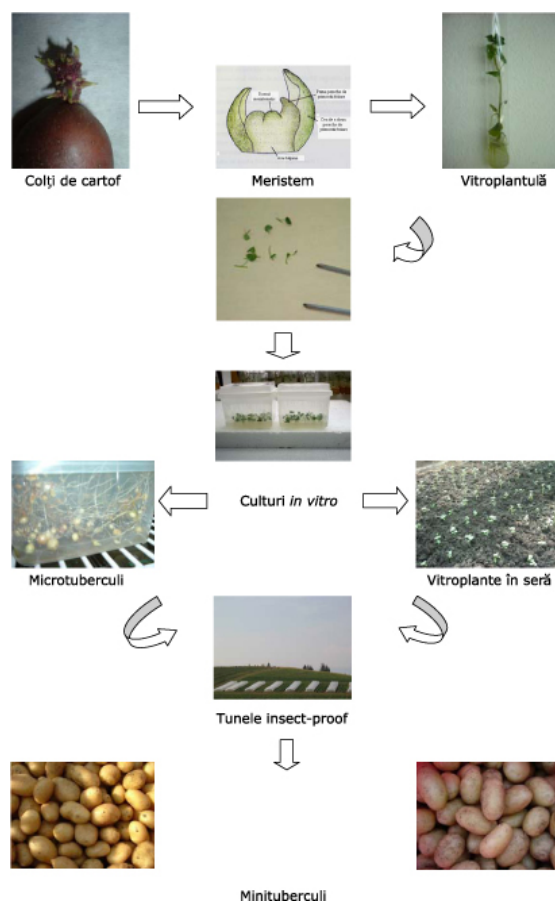 Colți de cartof
Meristem
Vitroplantulă
Culturi in vitro
Microtuberculi
Vitroplante în seră
Tunele insect-proof
Minituberculi